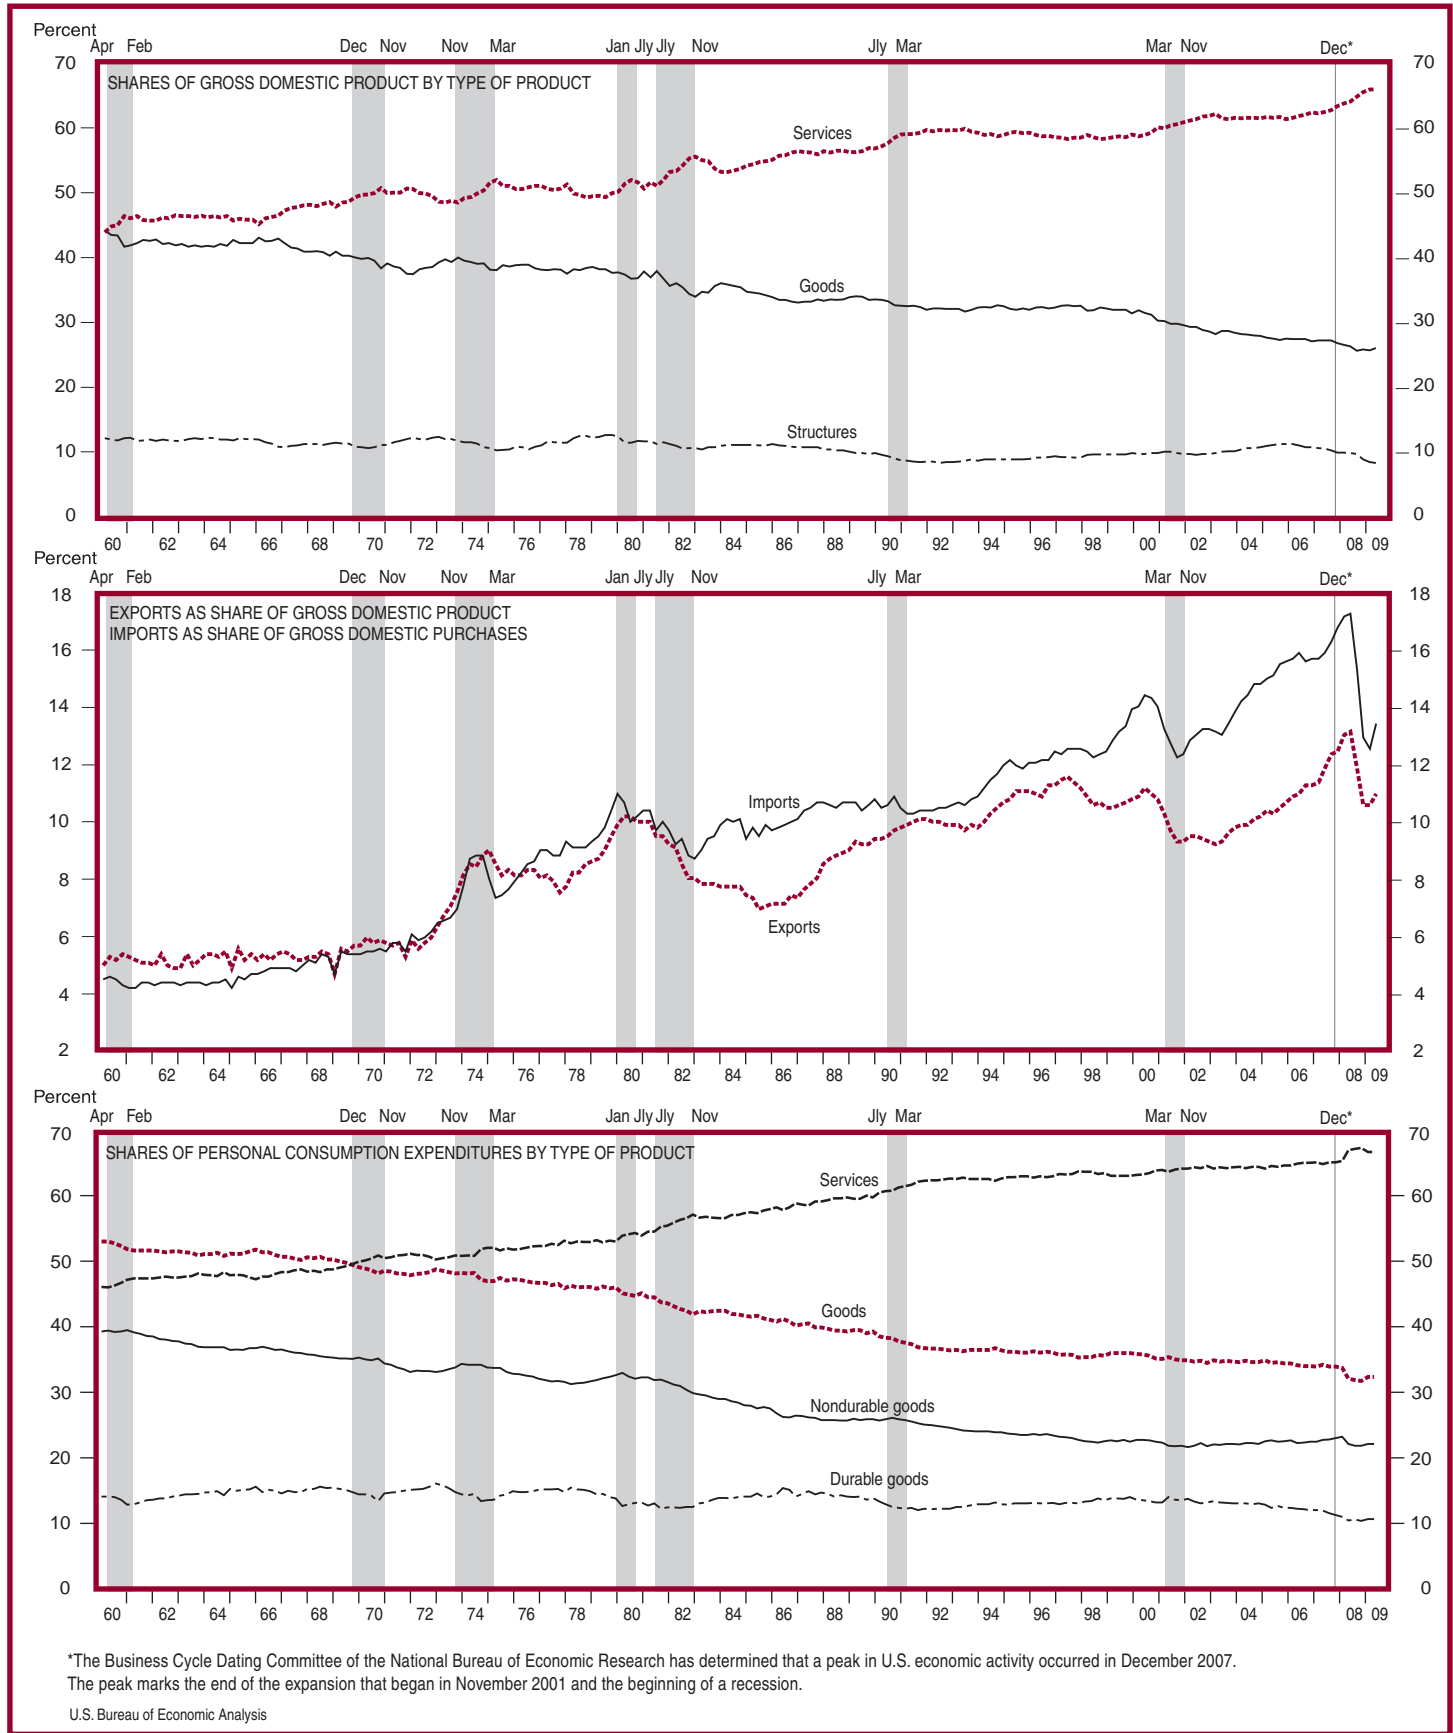 Percent
Apr Feb Dec Nov Nov Mar Jan Jly Jly Nov Jly Mar Mar Nov Dec*
70 70
SHARES OF GROSS DOMESTIC PRODUCT BY TYPE OF PRODUCT
60 Services 60
50 50
40 40
Goods
30 30
20 20
Structures
10 10
0 0
60 62 64 66 68 70 72 74 76 78 80 82 84 86 88 90 92 94 96 98 00 02 04 06 08 09
Percent
Apr Feb Dec Nov Nov Mar Jan Jly Jly Nov Jly Mar Mar Nov Dec*
18 18
EXPORTS AS SHARE OF GROSS DOMESTIC PRODUCT
IMPORTS AS SHARE OF GROSS DOMESTIC PURCHASES
16 16
14 14
12 12
Imports
10 10
8 8
Exports
6 6
4 4
2 2
60 62 64 66 68 70 72 74 76 78 80 82 84 86 88 90 92 94 96 98 00 02 04 06 08 09
Percent
Apr Feb Dec Nov Nov Mar Jan Jly Jly Nov Jly Mar Mar Nov Dec*
70 70
SHARES OF PERSONAL CONSUMPTION EXPENDITURES BY TYPE OF PRODUCT
Services
60 60
50 50
Goods
40 40
30 30
Nondurable goods
20 20
Durable goods
10 10
0 0
60 62 64 66 68 70 72 74 76 78 80 82 84 86 88 90 92 94 96 98 00 02 04 06 08 09
*The Business Cycle Dating Committee of the National Bureau of Economic Research has determined that a peak in U.S. economic activity occurred in December 2007.
The peak marks the end of the expansion that began in November 2001 and the beginning of a recession.
U.S. Bureau of Economic Analysis